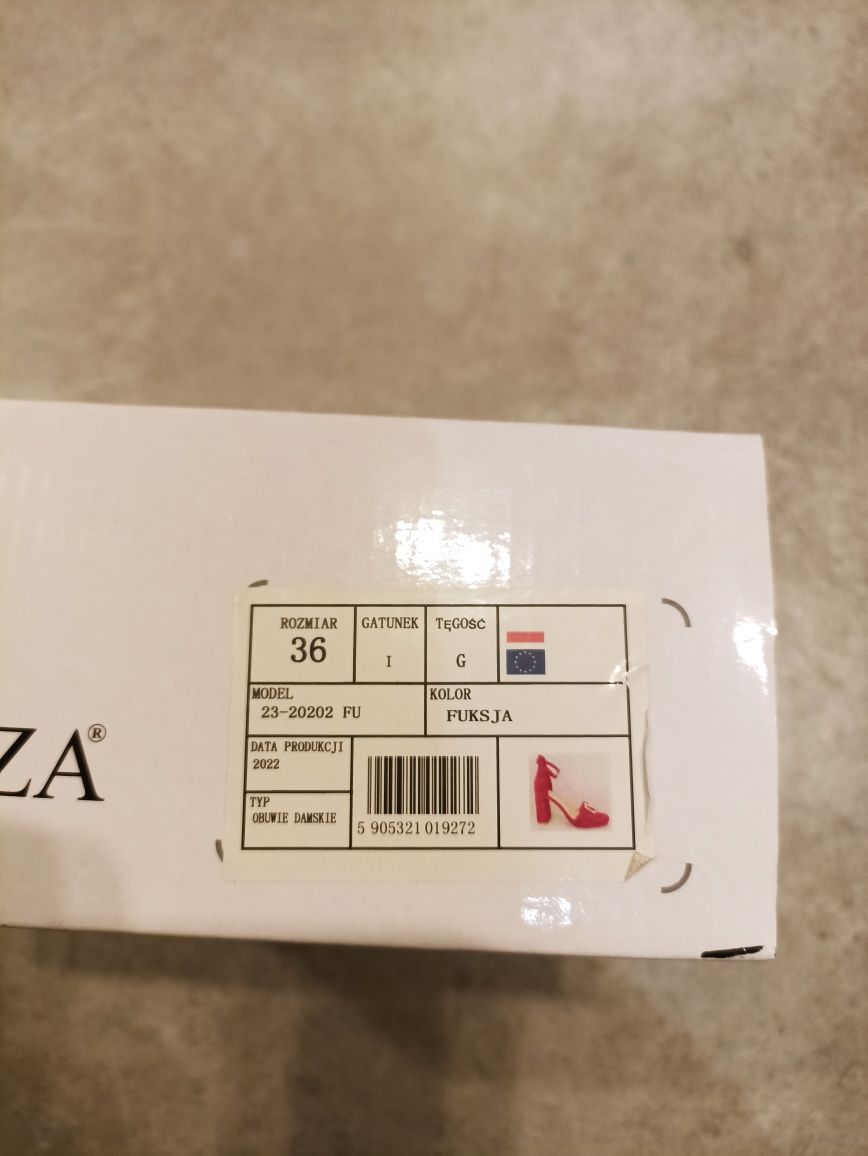 ROZMIAR
36
GATUNEK
I
TĘGOŚĆ
G
MODEL
23-20202 FU
KOLOR
FUKSJA
DATA PRODUKCJI
2022
TYP
OBUWIE DAMSKIE
5 905321 019272
ZA®